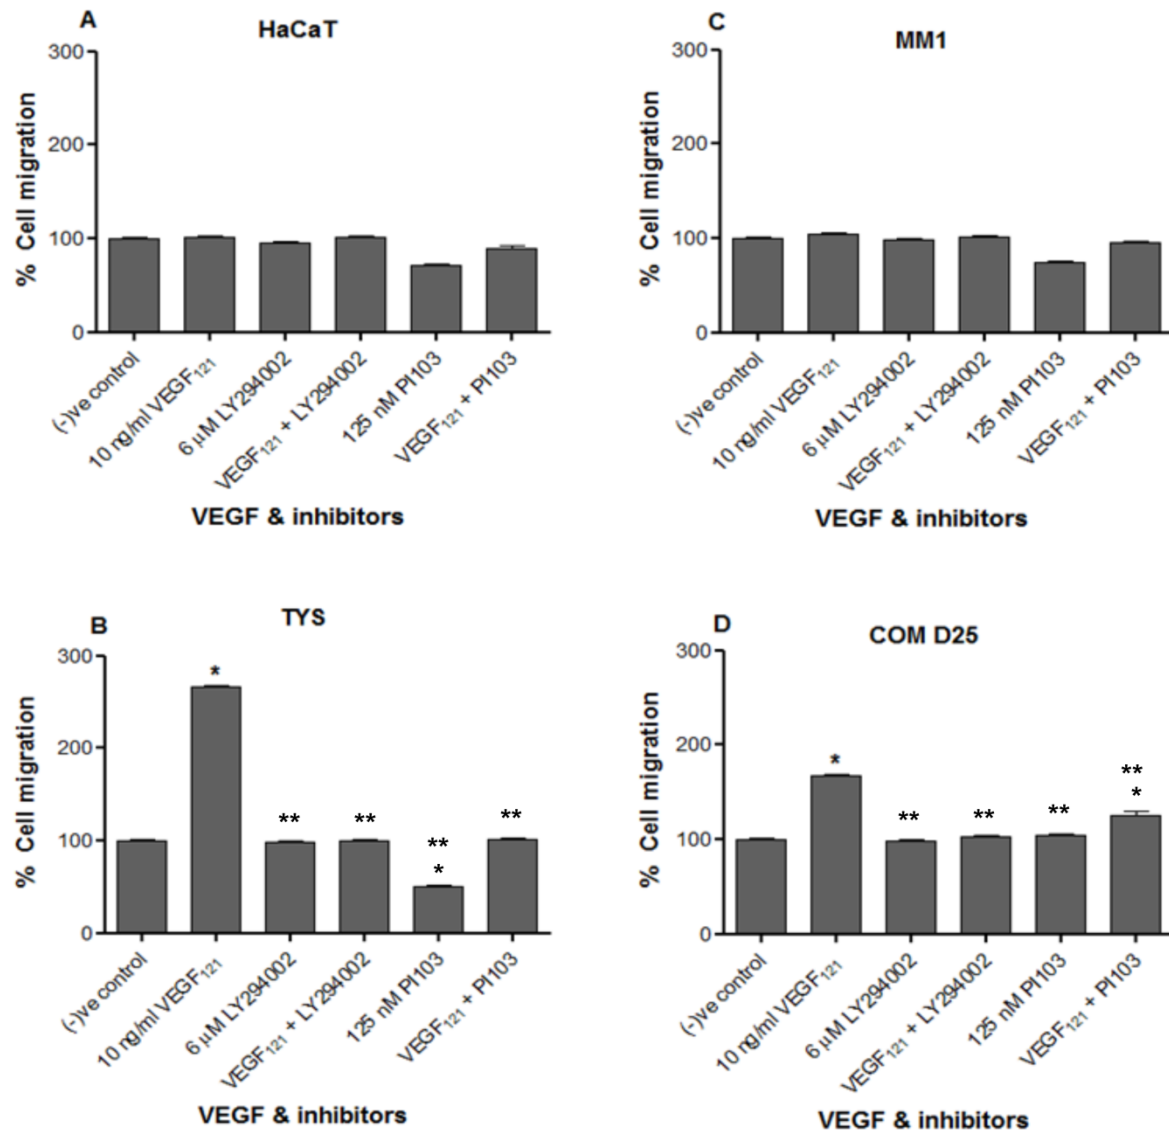 A
HaCaT
% Cell migration
300
200
100
0
(-)ve control
10 ng/ml VEGF₁₂₁
6 µM LY294002
VEGF₁₂₁ + LY294002
125 nM PI103
VEGF₁₂₁ + PI103
VEGF & inhibitors
C
MM1
% Cell migration
300
200
100
0
(-)ve control
10 ng/ml VEGF₁₂₁
6 µM LY294002
VEGF₁₂₁ + LY294002
125 nM PI103
VEGF₁₂₁ + PI103
VEGF & inhibitors
B
TYS
% Cell migration
300
200
100
0
*
**
**
**
*
**
(-)ve control
10 ng/ml VEGF₁₂₁
6 µM LY294002
VEGF₁₂₁ + LY294002
125 nM PI103
VEGF₁₂₁ + PI103
VEGF & inhibitors
D
COM D25
% Cell migration
300
200
100
0
*
**
**
**
**
*
(-)ve control
10 ng/ml VEGF₁₂₁
6 µM LY294002
VEGF₁₂₁ + LY294002
125 nM PI103
VEGF₁₂₁ + PI103
VEGF & inhibitors